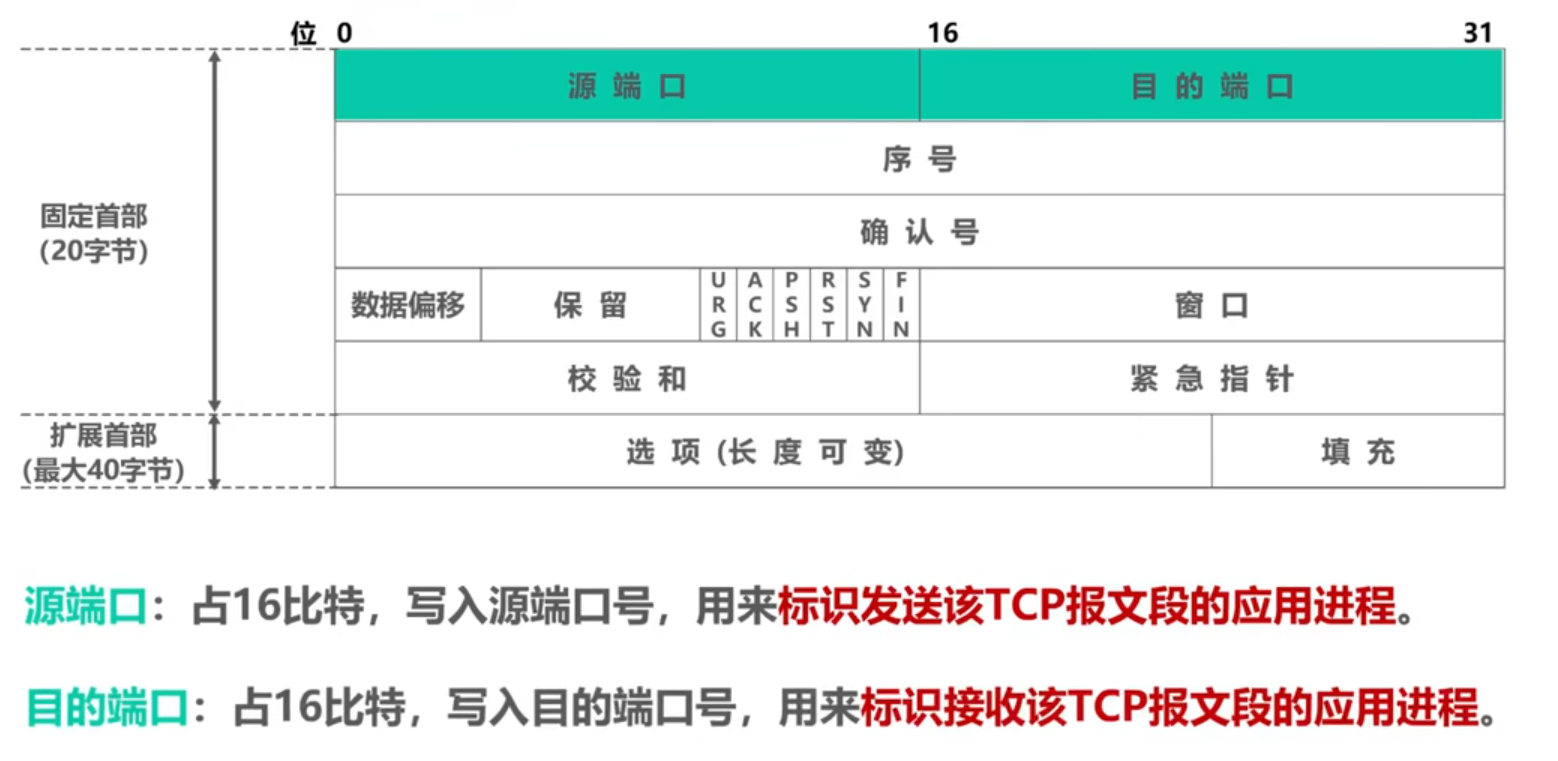 位 0 16 31
源端口 目的端口
序号
固定首部
(20字节)
确认号
数据偏移 保留 URG ACK PSH RST SYN FIN 窗口
校验和 紧急指针
扩展首部
(最大40字节)
选项(长度可变) 填充
源端口：占16比特，写入源端口号，用来标识发送该TCP报文段的应用进程。
目的端口：占16比特，写入目的端口号，用来标识接收该TCP报文段的应用进程。